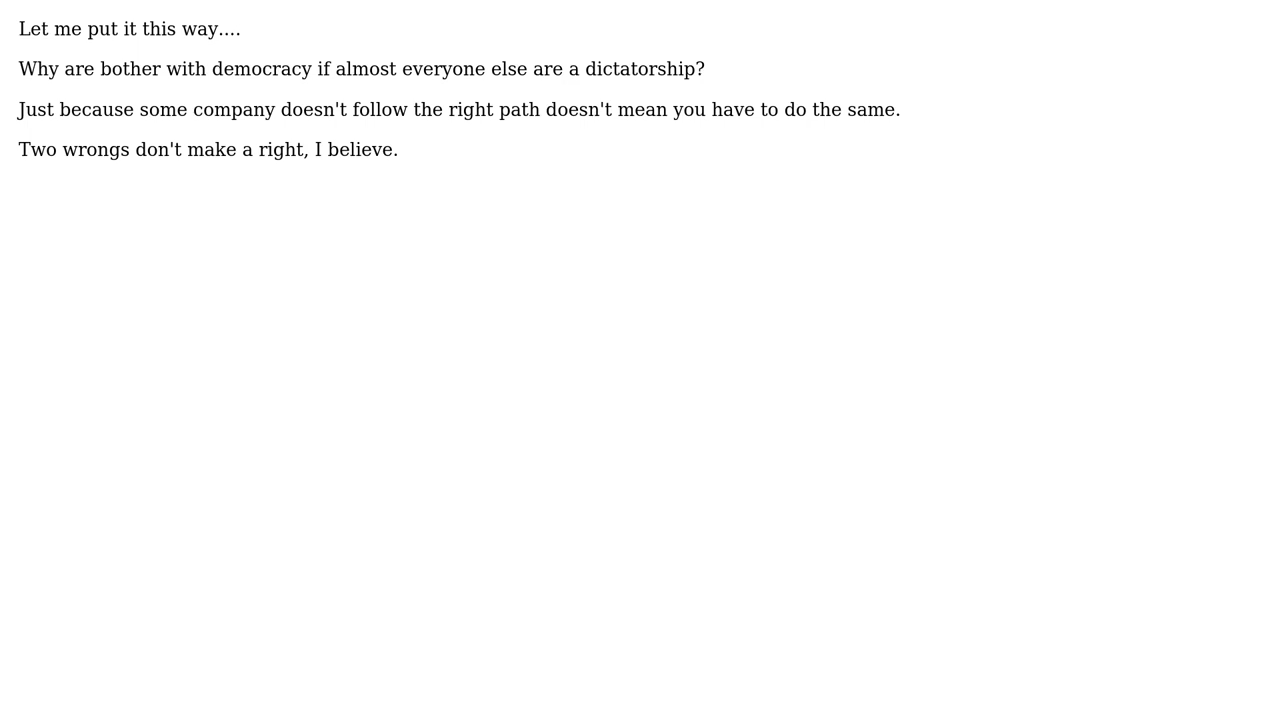 Let me put it this way....
Why are bother with democracy if almost everyone else are a dictatorship?
Just because some company doesn't follow the right path doesn't mean you have to do the same.
Two wrongs don't make a right, I believe.